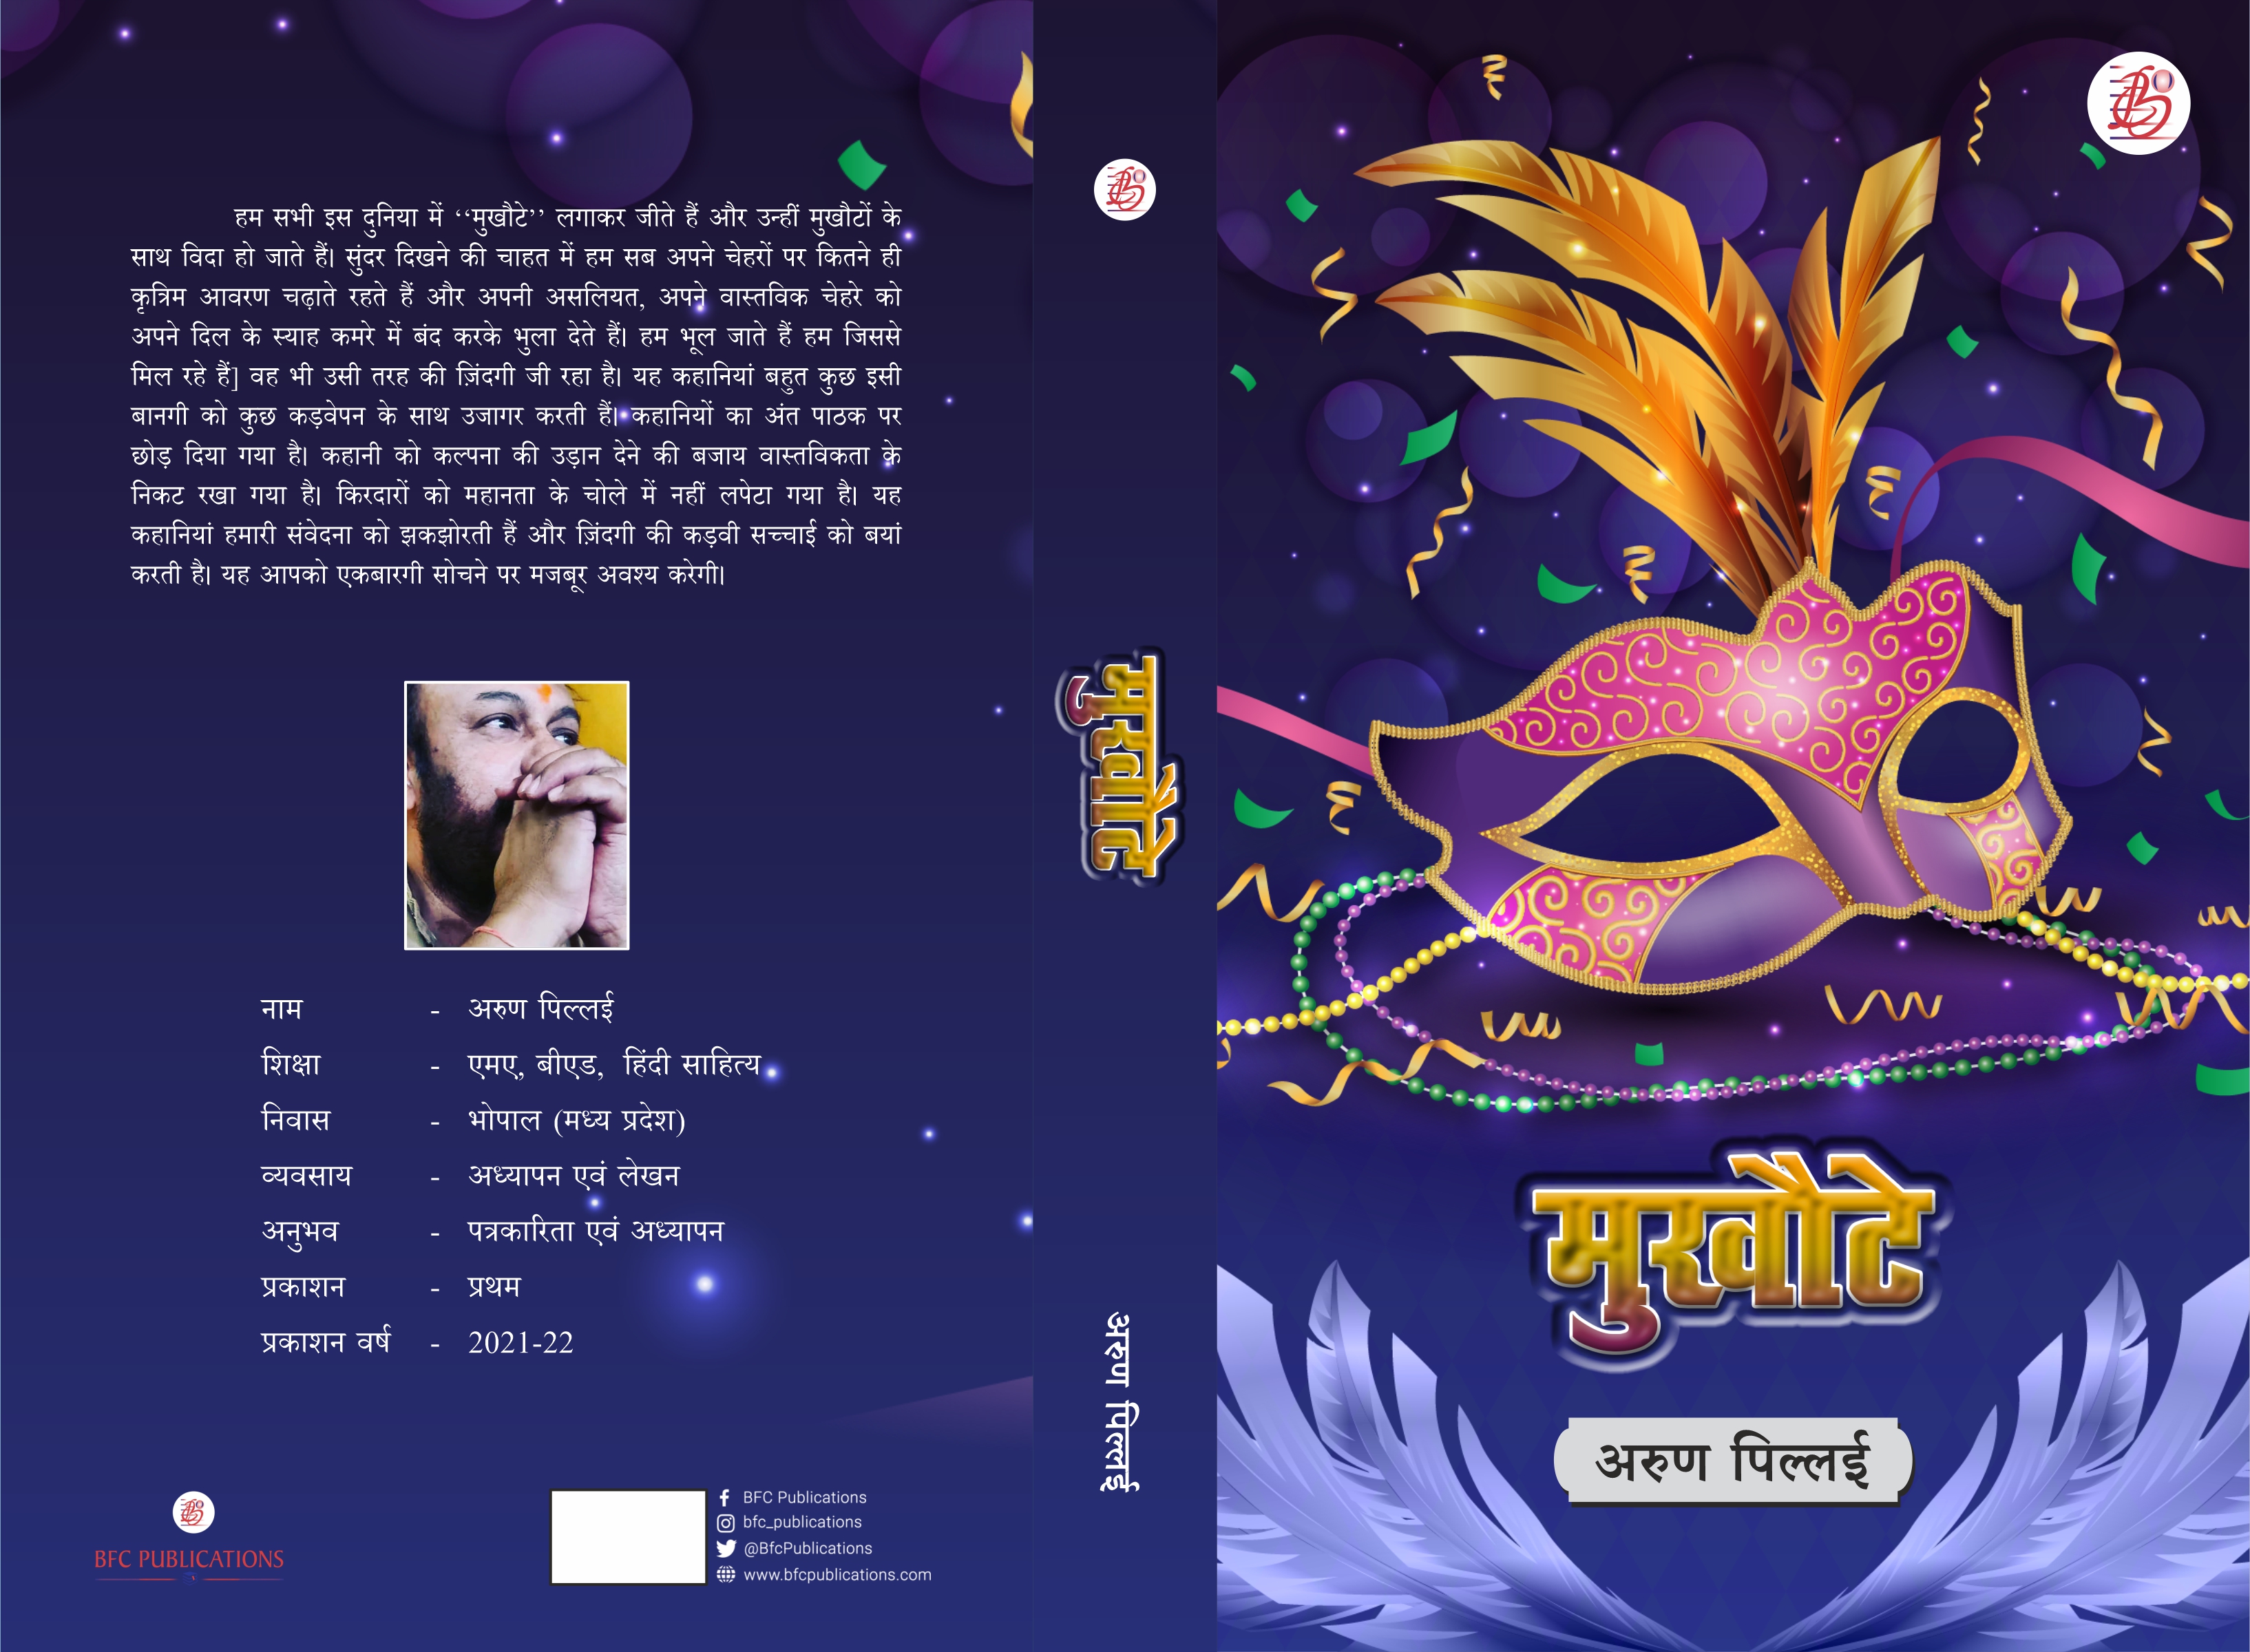 हम सभी इस दुनिया में ‘‘मुखौटे’’ लगाकर जीते हैं और उन्हीं मुखौटों के
साथ विदा हो जाते हैं। सुंदर दिखने की चाहत में हम सब अपने चेहरों पर कितने ही
कृत्रिम आवरण चढ़ाते रहते हैं और अपनी असलियत, अपने वास्तविक चेहरे को
अपने दिल के स्याह कमरे में बंद करके भुला देते हैं। हम भूल जाते हैं हम जिससे
मिल रहे हैं] वह भी उसी तरह की ज़िंदगी जी रहा है। यह कहानियां बहुत कुछ इसी
बानगी को कुछ कड़वेपन के साथ उजागर करती हैं। कहानियों का अंत पाठक पर
छोड़ दिया गया है। कहानी को कल्पना की उड़ान देने की बजाय वास्तविकता के
निकट रखा गया है। किरदारों को महानता के चोले में नहीं लपेटा गया है। यह
कहानियां हमारी संवेदना को झकझोरती हैं और ज़िंदगी की कड़वी सच्चाई को बयां
करती है। यह आपको एकबारगी सोचने पर मजबूर अवश्य करेगी।
नाम - अरुण पिल्लई
शिक्षा - एमए, बीएड, हिंदी साहित्य
निवास - भोपाल (मध्य प्रदेश)
व्यवसाय - अध्यापन एवं लेखन
अनुभव - पत्रकारिता एवं अध्यापन
प्रकाशन - प्रथम
प्रकाशन वर्ष - 2021-22
BFC PUBLICATIONS
BFC Publications
bfc_publications
@BfcPublications
www.bfcpublications.com
मुखौटे
अरुण पिल्लई
मुखौटे
अरुण पिल्लई